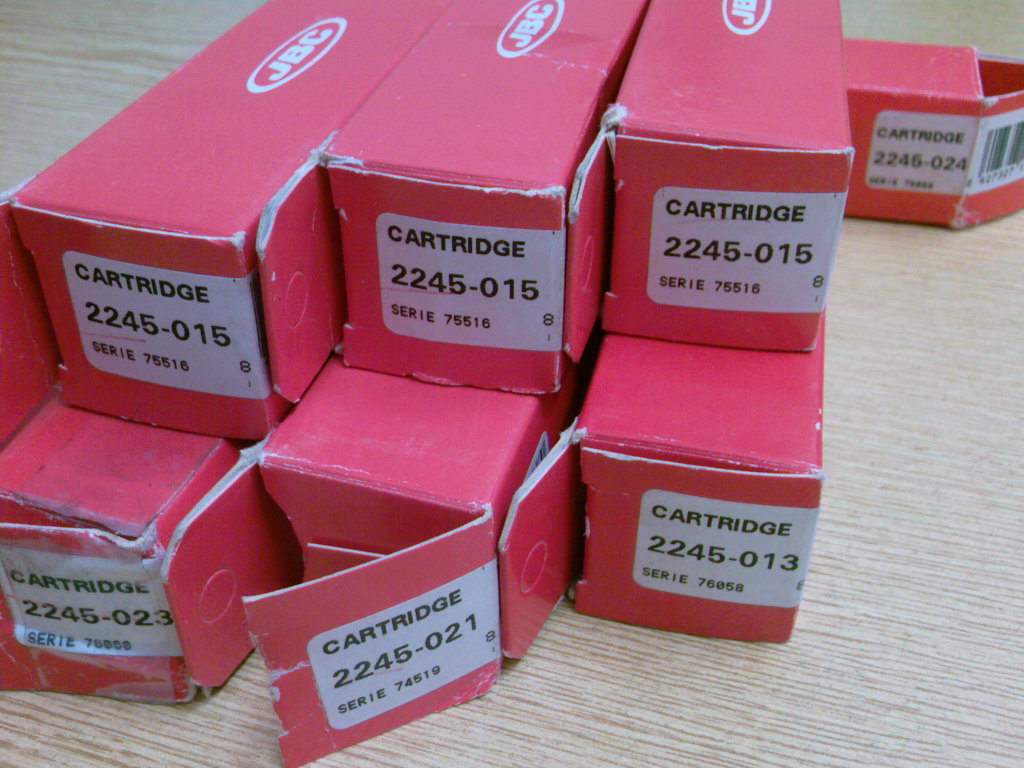 JBC
JBC
JBC
CARTRIDGE
2245-024
CARTRIDGE
2245-015
SERIE 75516
8
CARTRIDGE
2245-015
SERIE 75516
8
CARTRIDGE
2245-015
SERIE 75516
8
CARTRIDGE
2245-023
SERIE
CARTRIDGE
2245-021
SERIE 74519
8
CARTRIDGE
2245-013
SERIE 76058